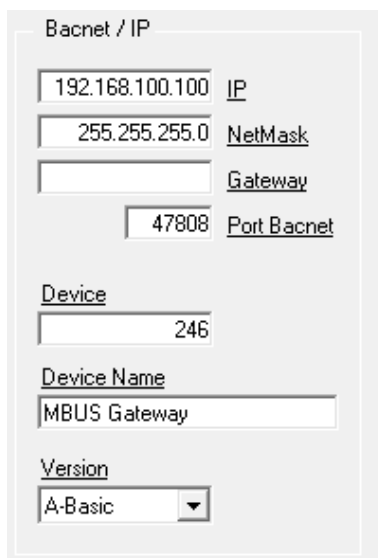 Bacnet / IP
192.168.100.100 IP
255.255.255.0 NetMask
Gateway
47808 Port Bacnet
Device
246
Device Name
MBUS Gateway
Version
A-Basic